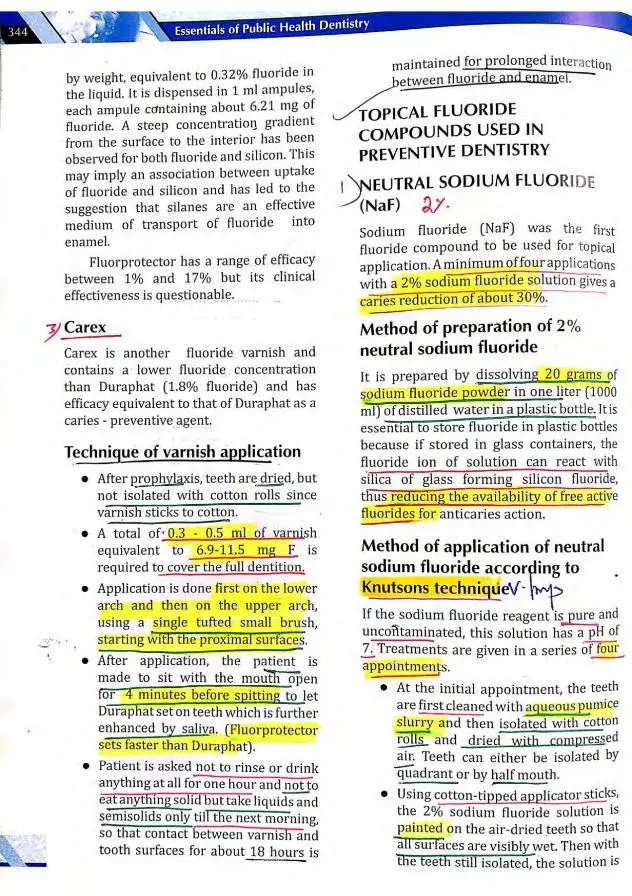 344
Essentials of Public Health Dentistry
by weight, equivalent to 0.32% fluoride in
the liquid. It is dispensed in 1 ml ampules,
each ampule containing about 6.21 mg of
fluoride. A steep concentration gradient
from the surface to the interior has been
observed for both fluoride and silicon. This
may imply an association between uptake
of fluoride and silicon and has led to the
suggestion that silanes are an effective
medium of transport of fluoride into
enamel.
Fluorprotector has a range of efficacy
between 1% and 17% but its clinical
effectiveness is questionable.
3) Carex
Carex is another fluoride varnish and
contains a lower fluoride concentration
than Duraphat (1.8% fluoride) and has
efficacy equivalent to that of Duraphat as a
caries - preventive agent.
Technique of varnish application
• After prophylaxis, teeth are dried, but
not isolated with cotton rolls since
varnish sticks to cotton.
• A total of 0.3 - 0.5 ml of varnish
equivalent to 6.9-11.5 mg F is
required to cover the full dentition.
• Application is done first on the lower
arch and then on the upper arch,
using a single tufted small brush,
starting with the proximal surfaces.
• After application, the patient is
made to sit with the mouth open
for 4 minutes before spitting to let
Duraphat set on teeth which is further
enhanced by saliva. (Fluorprotector
sets faster than Duraphat).
• Patient is asked not to rinse or drink
anything at all for one hour and not to
eat anything solid but take liquids and
semisolids only till the next morning,
so that contact between varnish and
tooth surfaces for about 18 hours is
maintained for prolonged interaction
between fluoride and enamel.
TOPICAL FLUORIDE
COMPOUNDS USED IN
PREVENTIVE DENTISTRY
1) NEUTRAL SODIUM FLUORIDE
(NaF) 2%
Sodium fluoride (NaF) was the first
fluoride compound to be used for topical
application. A minimum of four applications
with a 2% sodium fluoride solution gives a
caries reduction of about 30%.
Method of preparation of 2%
neutral sodium fluoride
It is prepared by dissolving 20 grams of
sodium fluoride powder in one liter (1000
ml) of distilled water in a plastic bottle. It is
essential to store fluoride in plastic bottles
because if stored in glass containers, the
fluoride ion of solution can react with
silica of glass forming silicon fluoride,
thus reducing the availability of free active
fluorides for anticaries action.
Method of application of neutral
sodium fluoride according to
Knutsons technique V. Imp
If the sodium fluoride reagent is pure and
uncontaminated, this solution has a pH of
7. Treatments are given in a series of four
appointments.
• At the initial appointment, the teeth
are first cleaned with aqueous pumice
slurry and then isolated with cotton
rolls and dried with compressed
air. Teeth can either be isolated by
quadrant or by half mouth.
• Using cotton-tipped applicator sticks,
the 2% sodium fluoride solution is
painted on the air-dried teeth so that
all surfaces are visibly wet. Then with
the teeth still isolated, the solution is